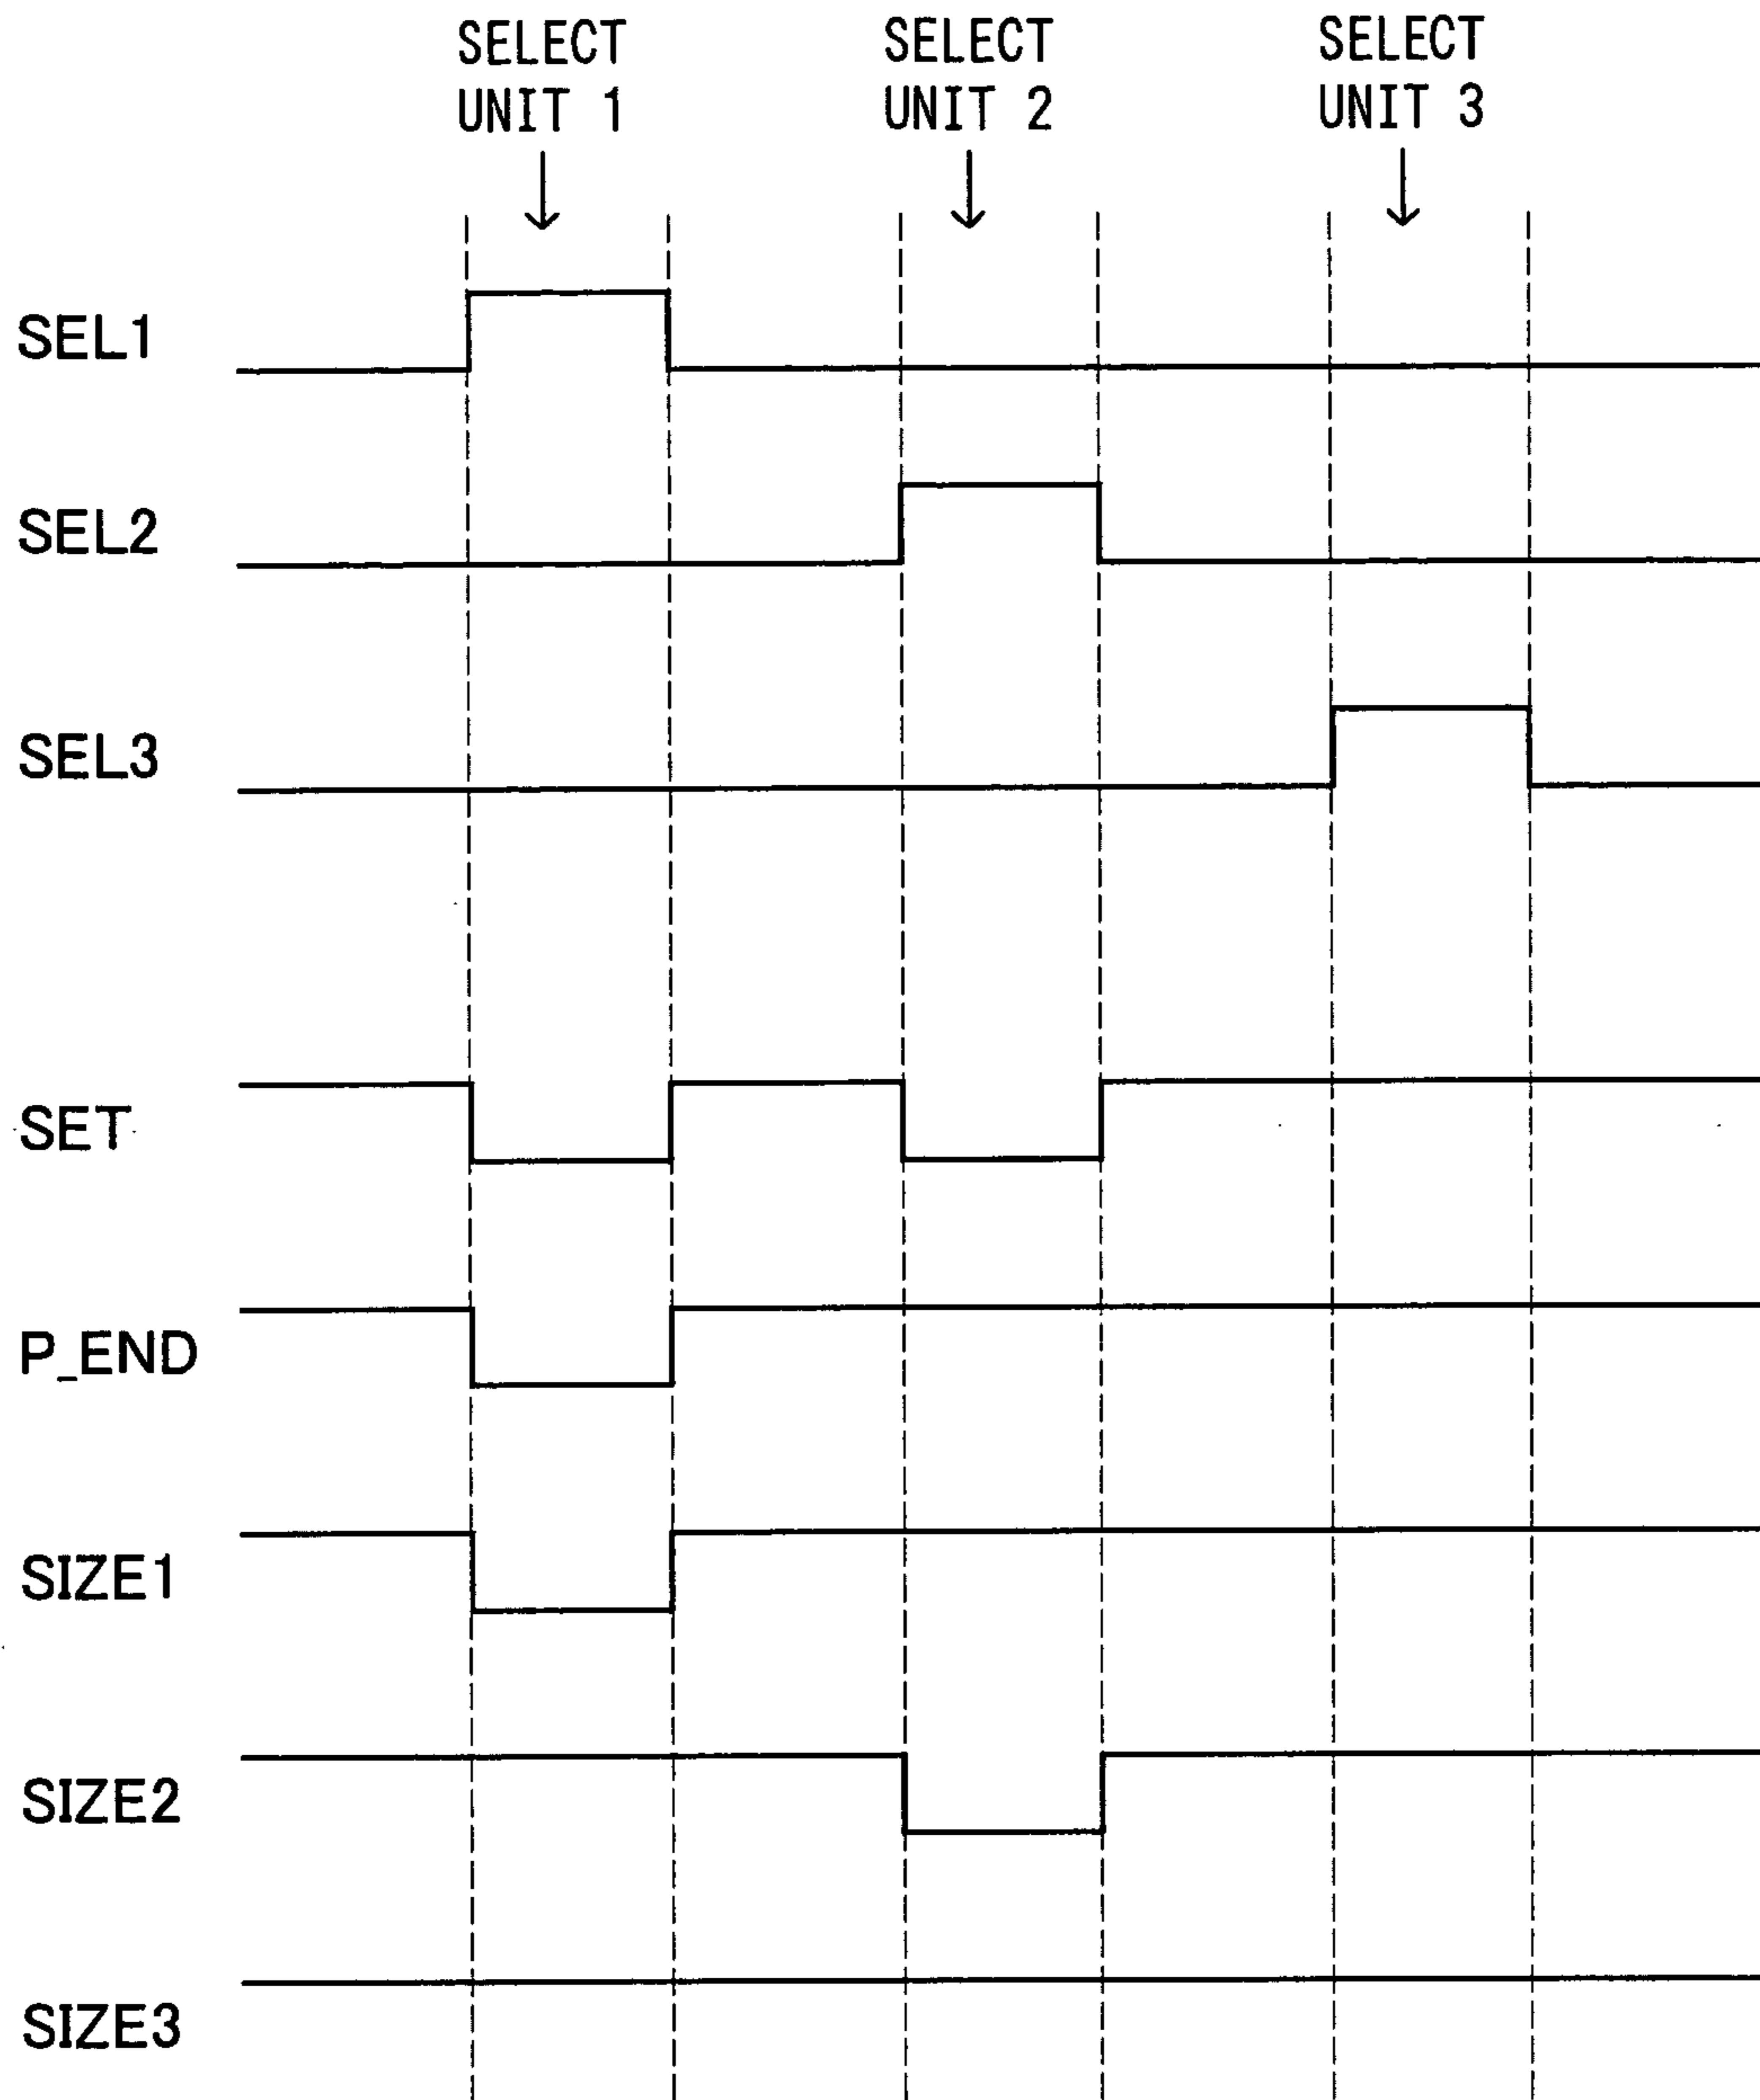 SELECT
UNIT 1
SELECT
UNIT 2
SELECT
UNIT 3
SEL1
SEL2
SEL3
SET
P_END
SIZE1
SIZE2
SIZE3